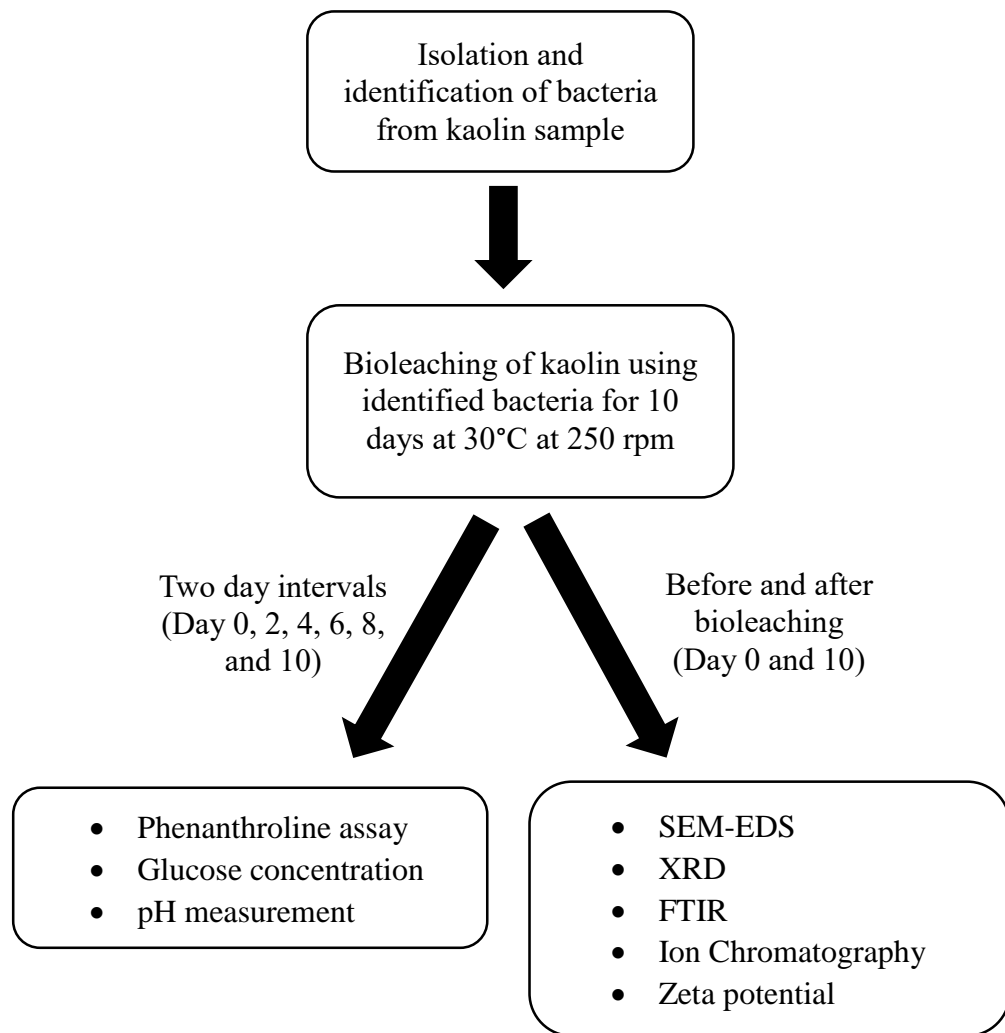 Isolation and
identification of bacteria
from kaolin sample
Bioleaching of kaolin using
identified bacteria for 10
days at 30°C at 250 rpm
Two day intervals
(Day 0, 2, 4, 6, 8,
and 10)
Before and after
bioleaching
(Day 0 and 10)
• Phenanthroline assay
• Glucose concentration
• pH measurement
• SEM-EDS
• XRD
• FTIR
• Ion Chromatography
• Zeta potential